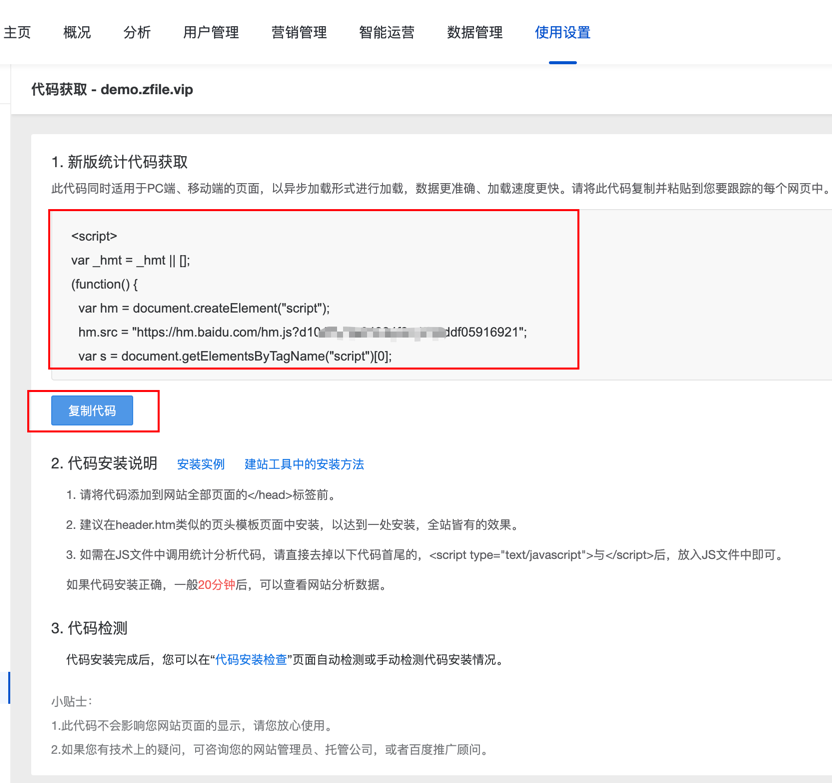 主页 概况 分析 用户管理 营销管理 智能运营 数据管理 使用设置
代码获取 - demo.zfile.vip
1. 新版统计代码获取
此代码同时适用于PC端、移动端的页面，以异步加载形式进行加载，数据更准确、加载速度更快。请将此代码复制并粘贴到您要跟踪的每个网页中。
<script>
var _hmt = _hmt || [];
(function() {
var hm = document.createElement("script");
hm.src = "https://hm.baidu.com/hm.js?d10 ddf05916921";
var s = document.getElementsByTagName("script")[0];
复制代码
2. 代码安装说明 安装实例 建站工具中的安装方法
1. 请将代码添加到网站全部页面的</head>标签前。
2. 建议在header.htm类似的页头模板页面中安装，以达到一处安装，全站皆有的效果。
3. 如需在JS文件中调用统计分析代码，请直接去掉以下代码首尾的，<script type="text/javascript">与</script>后，放入JS文件中即可。
如果代码安装正确，一般20分钟后，可以查看网站分析数据。
3. 代码检测
代码安装完成后，您可以在“代码安装检查”页面自动检测或手动检测代码安装情况。
小贴士：
1.此代码不会影响您网站页面的显示，请您放心使用。
2.如果您有技术上的疑问，可咨询您的网站管理员、托管公司，或者百度推广顾问。